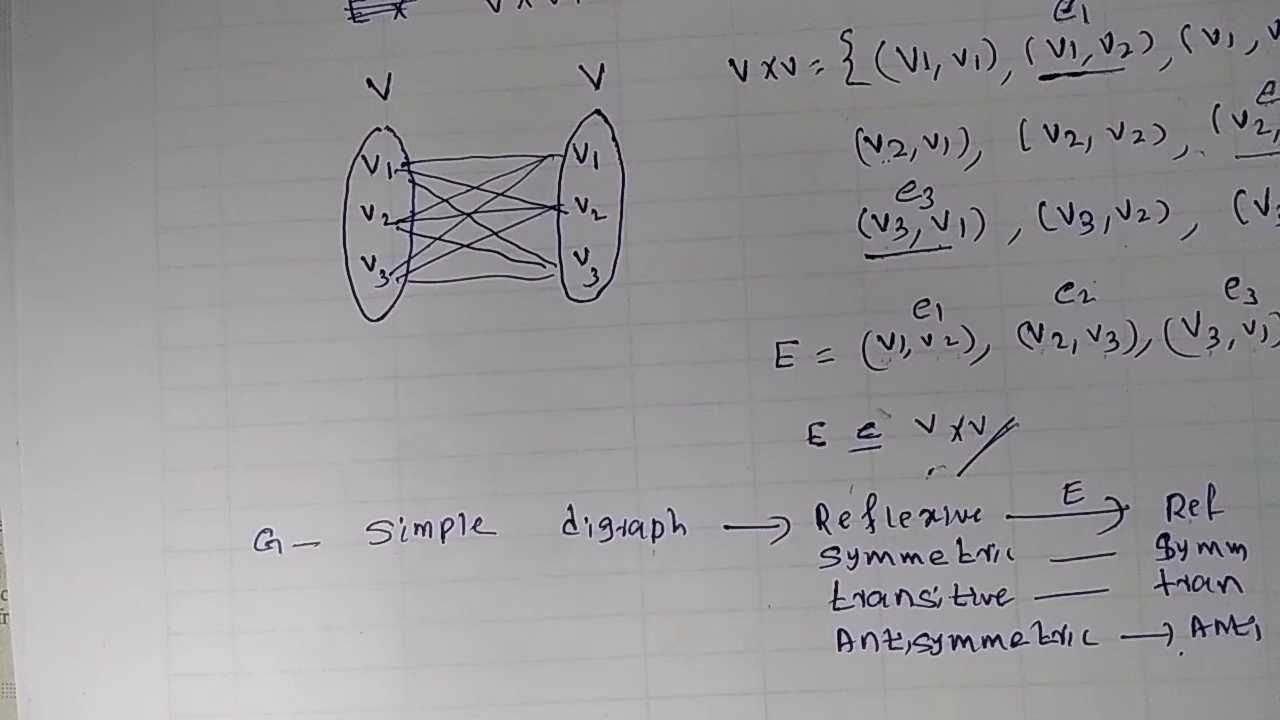 V V
V1 V1
V2 V2
V3 V3
e1
V×V = { (V1, V1), (V1, V2), (V1, V
(V2, V1), (V2, V2), (V2,
e3
(V3, V1), (V3, V2), (V
e1 e2 e3
E = (V1, V2), (V2, V3), (V3, V1)
E ⊆ V×V
E
G - Simple digraph → Reflexive → Ref
Symmetric — Symm
transitive — tran
Antisymmetric → Anti